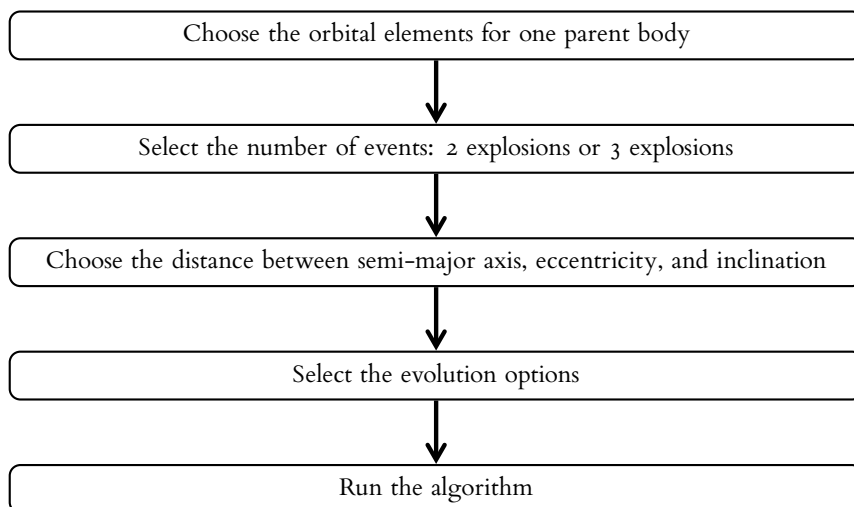 Choose the orbital elements for one parent body
Select the number of events: 2 explosions or 3 explosions
Choose the distance between semi-major axis, eccentricity, and inclination
Select the evolution options
Run the algorithm